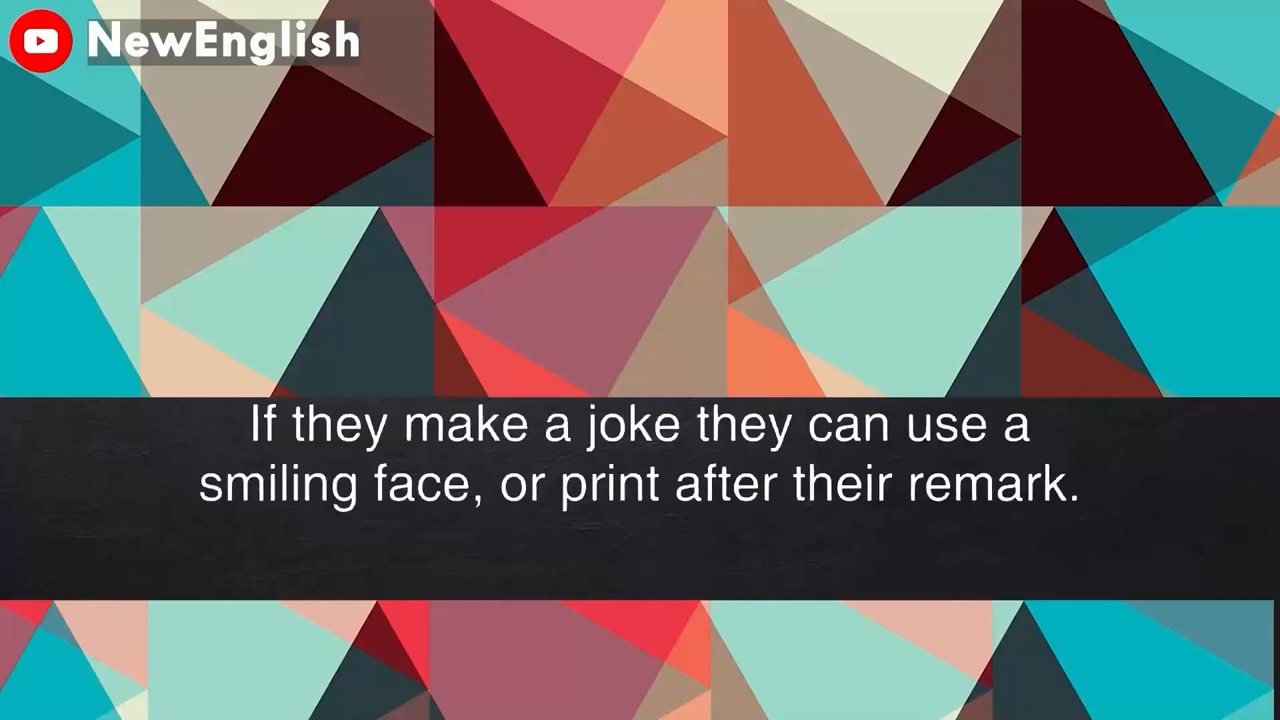 NewEnglish
If they make a joke they can use a
smiling face, or print after their remark.